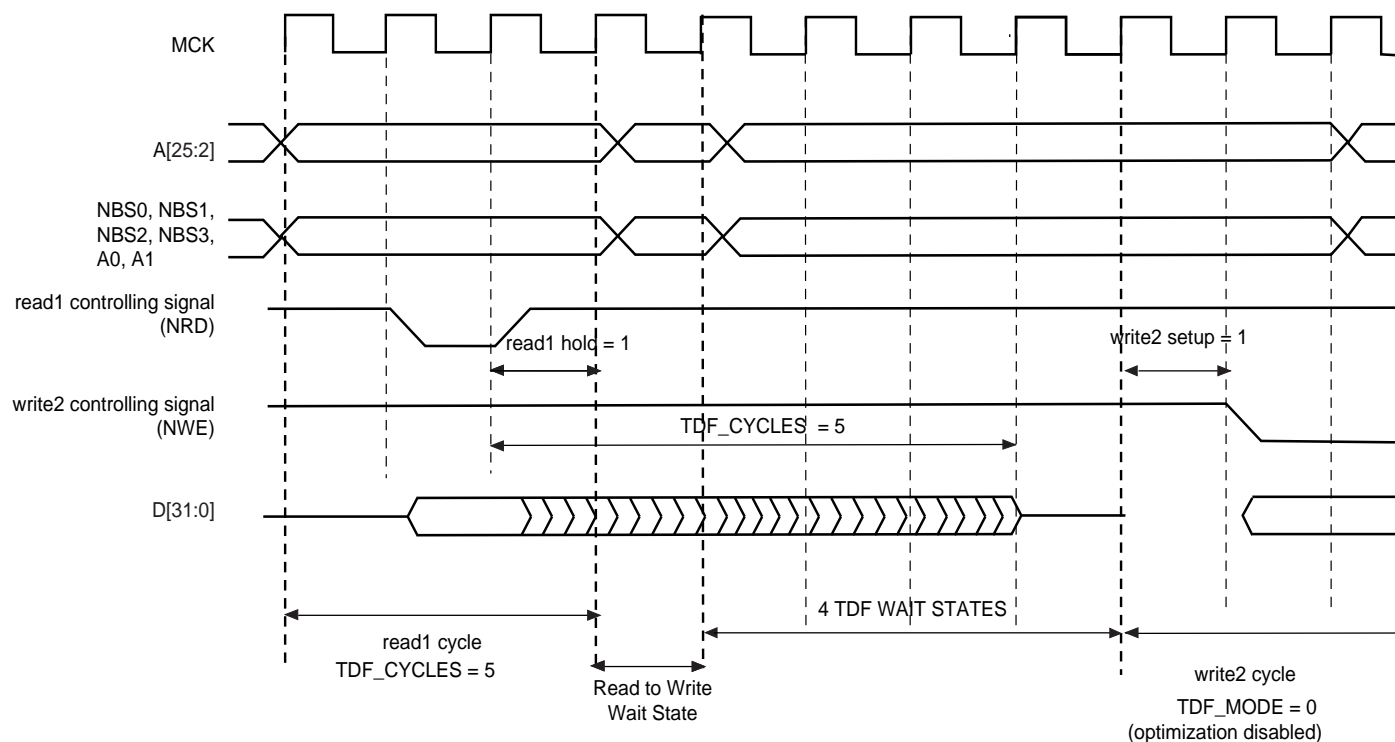 MCK
A[25:2]
NBS0, NBS1,
NBS2, NBS3,
A0, A1
read1 controlling signal
(NRD)
read1 hold = 1
write2 setup = 1
write2 controlling signal
(NWE)
TDF_CYCLES = 5
D[31:0]
4 TDF WAIT STATES
read1 cycle
TDF_CYCLES = 5
Read to Write
Wait State
write2 cycle
TDF_MODE = 0
(optimization disabled)